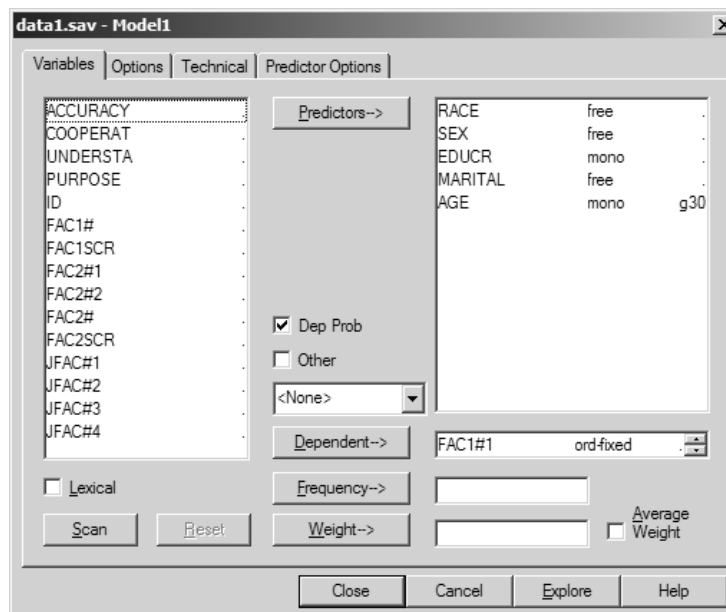 data1.sav - Model1
Variables Options Technical Predictor Options
ACCURACY .
COOPERAT .
UNDERSTA .
PURPOSE .
ID .
FAC1# .
FAC1SCR .
FAC2#1 .
FAC2#2 .
FAC2# .
FAC2SCR .
JFAC#1 .
JFAC#2 .
JFAC#3 .
JFAC#4 .
Lexical
Scan Reset
Predictors-->
Dep Prob
Other
<None>
Dependent-->
Frequency-->
Weight-->
RACE free .
SEX free .
EDUCR mono .
MARITAL free .
AGE mono g30
FAC1#1 ord-fixed .
Average
Weight
Close Cancel Explore Help